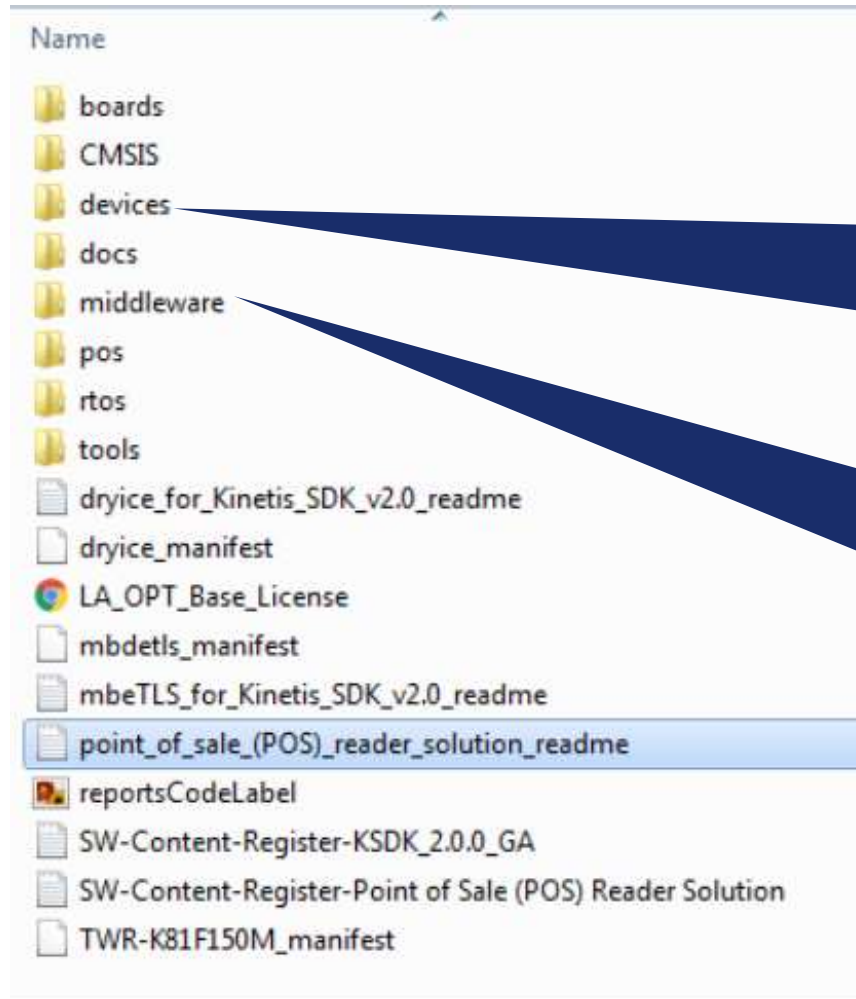 Name
boards
CMSIS
devices
docs
middleware
pos
rtos
tools
dryice_for_Kinetis_SDK_v2.0_readme
dryice_manifest
LA_OPT_Base_License
mbdetls_manifest
mbeTLS_for_Kinetis_SDK_v2.0_readme
point_of_sale_(POS)_reader_solution_readme
reportsCodeLabel
SW-Content-Register-KSDK_2.0.0_GA
SW-Content-Register-Point of Sale (POS) Reader Solution
TWR-K81F150M_manifest